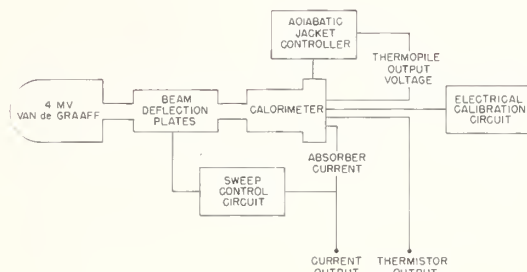 AOIABATIC
JACKET
CONTROLLER
THERMOPILE
OUTPUT
VOLTAGE
4 MV
VAN de GRAAFF
BEAM
DEFLECTION
PLATES
CALORIMETER
ELECTRICAL
CALIBRATION
CIRCUIT
ABSORBER
CURRENT
SWEEP
CONTROL
CIRCUIT
CURRENT
OUTPUT
THERMISTOR
OUTPUT